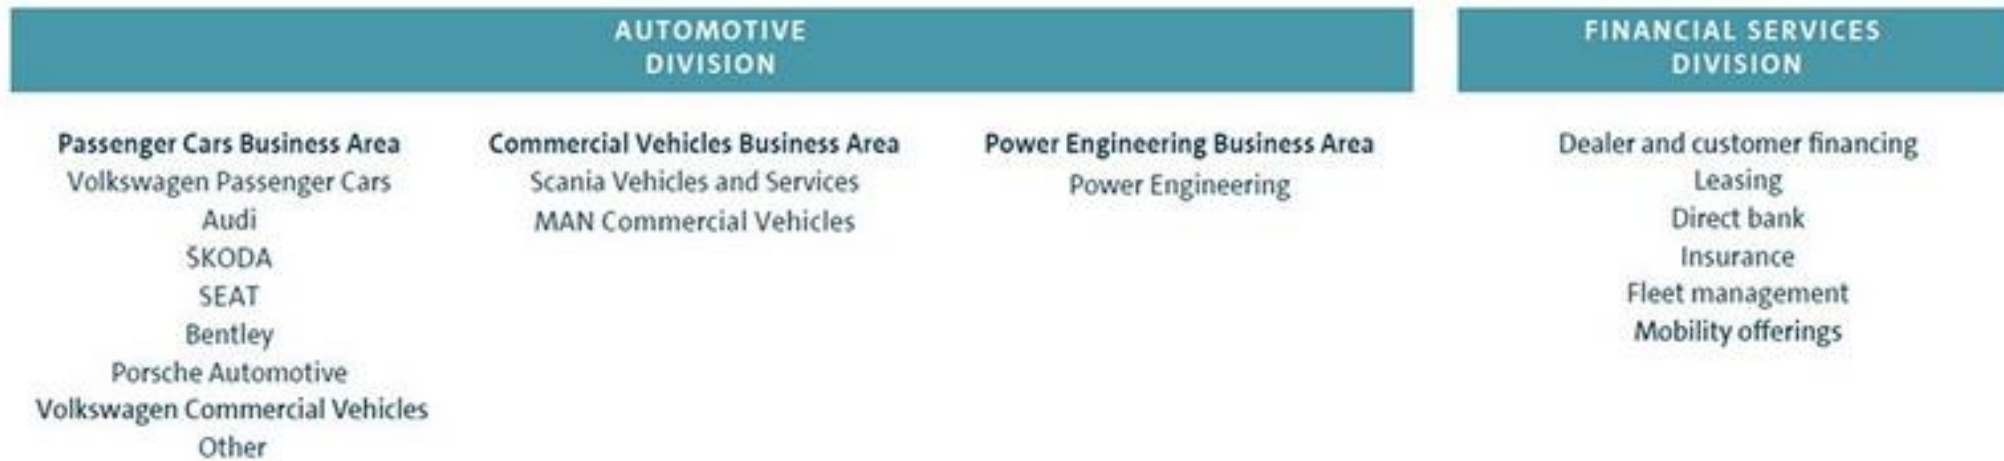 AUTOMOTIVE
DIVISION
FINANCIAL SERVICES
DIVISION
Passenger Cars Business Area
Volkswagen Passenger Cars
Audi
ŠKODA
SEAT
Bentley
Porsche Automotive
Volkswagen Commercial Vehicles
Other
Commercial Vehicles Business Area
Scania Vehicles and Services
MAN Commercial Vehicles
Power Engineering Business Area
Power Engineering
Dealer and customer financing
Leasing
Direct bank
Insurance
Fleet management
Mobility offerings